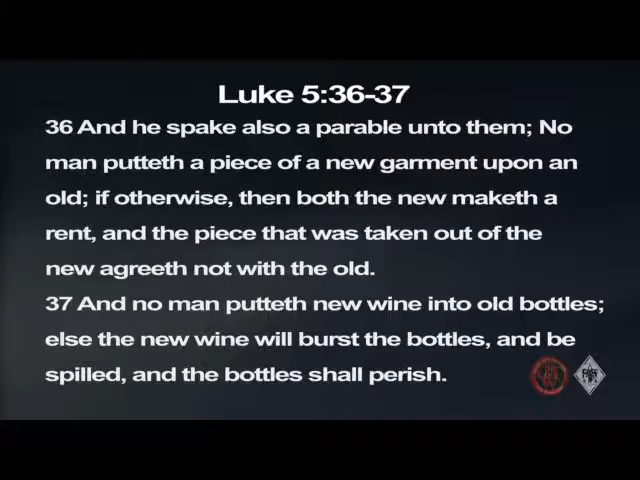 Luke 5:36-37
36 And he spake also a parable unto them; No
man putteth a piece of a new garment upon an
old; if otherwise, then both the new maketh a
rent, and the piece that was taken out of the
new agreeth not with the old.
37 And no man putteth new wine into old bottles;
else the new wine will burst the bottles, and be
spilled, and the bottles shall perish.